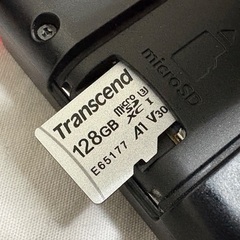 Transcend
128GB micro SD XC I U3
E65177 A1 V30
microSD